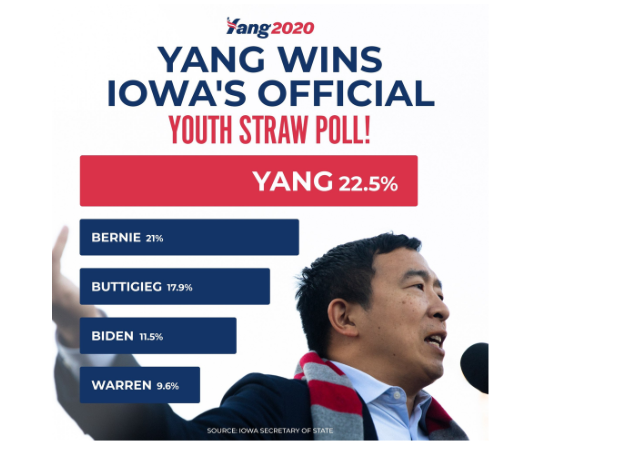 Yang2020
YANG WINS
IOWA'S OFFICIAL
YOUTH STRAW POLL!
YANG 22.5%
BERNIE 21%
BUTTIGIEG 17.9%
BIDEN 11.5%
WARREN 9.6%
SOURCE: IOWA SECRETARY OF STATE